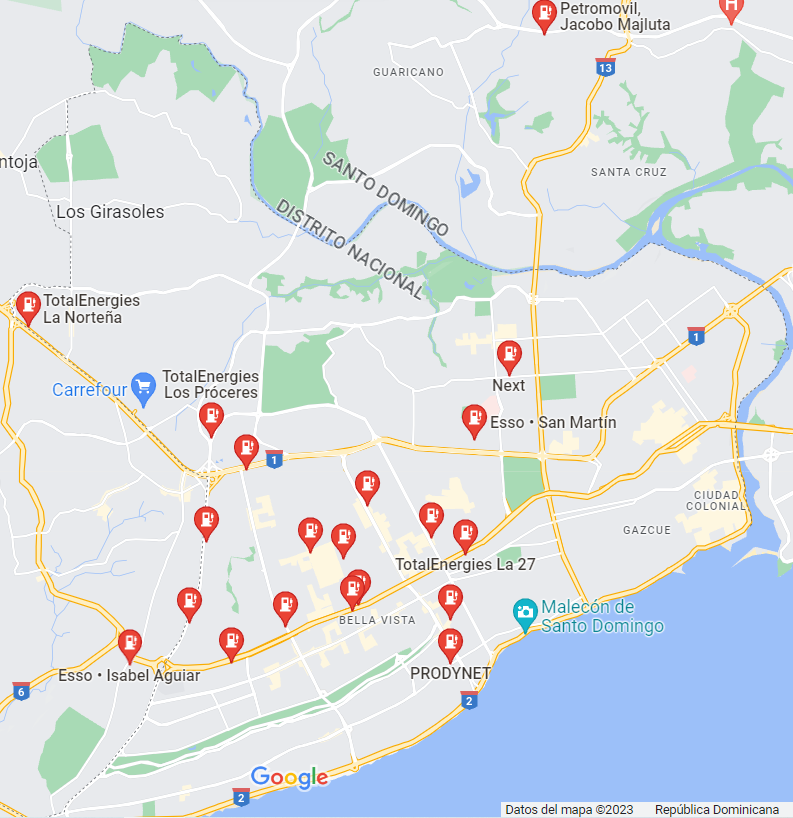 Petromovil,
Jacobo Majluta
H
GUARICANO
13
SANTO DOMINGO
SANTA CRUZ
ntoja
Los Girasoles
DISTRITO NACIONAL
TotalEnergies
La Norteña
1
TotalEnergies
Los Próceres
Carrefour
Next
Esso • San Martín
1
CIUDAD
COLONIAL
GAZCUE
TotalEnergies La 27
Malecón de
Santo Domingo
BELLA VISTA
Esso • Isabel Aguiar
PRODYNET
6
2
Google
2
Datos del mapa ©2023
República Dominicana